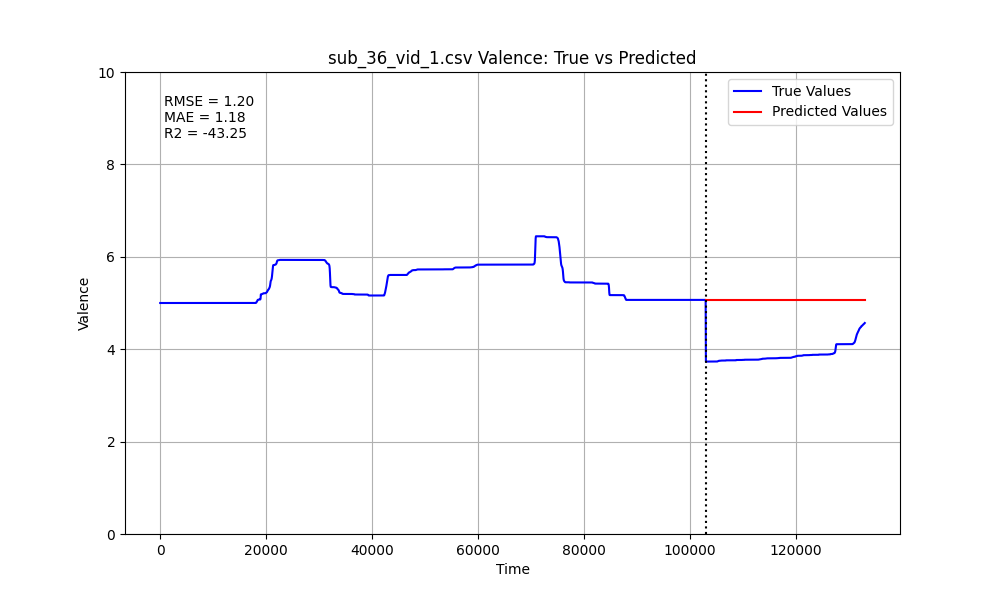 sub_36_vid_1.csv Valence: True vs Predicted
RMSE = 1.20
MAE = 1.18
R2 = -43.25
True Values
Predicted Values
Valence
10
8
6
4
2
0
0 20000 40000 60000 80000 100000 120000
Time